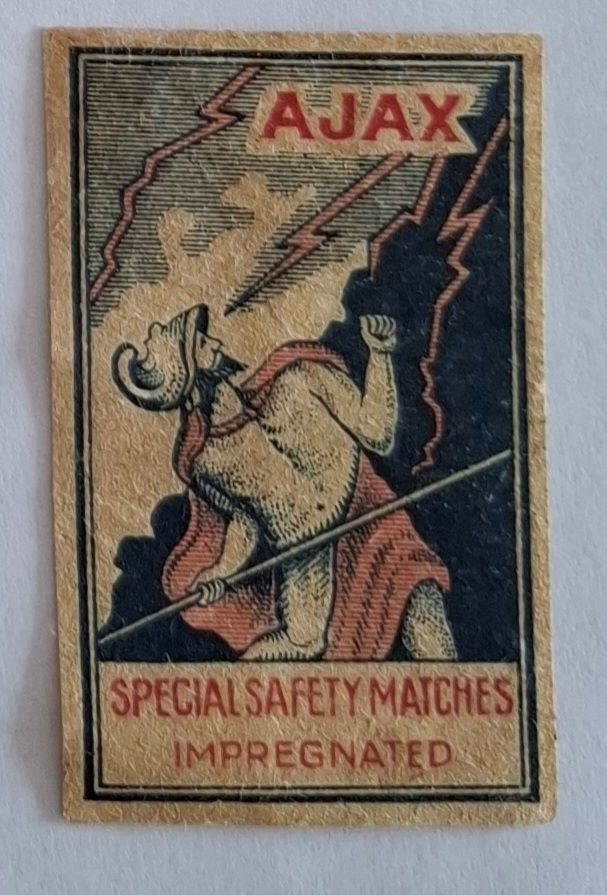 AJAX
SPECIAL SAFETY MATCHES
IMPREGNATED